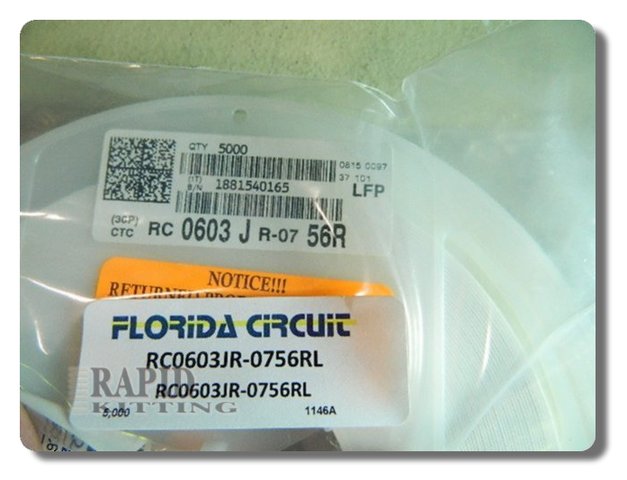 QTY 5000
0815 0097
(1T)
B/N 1881540165
37 101
LFP
(3CP)
CTC RC 0603 J R-07 56R
NOTICE!!!
FLORIDA CIRCUIT
RC0603JR-0756RL
RAPID
RC0603JR-0756RL
KITTING
5,000 1146A